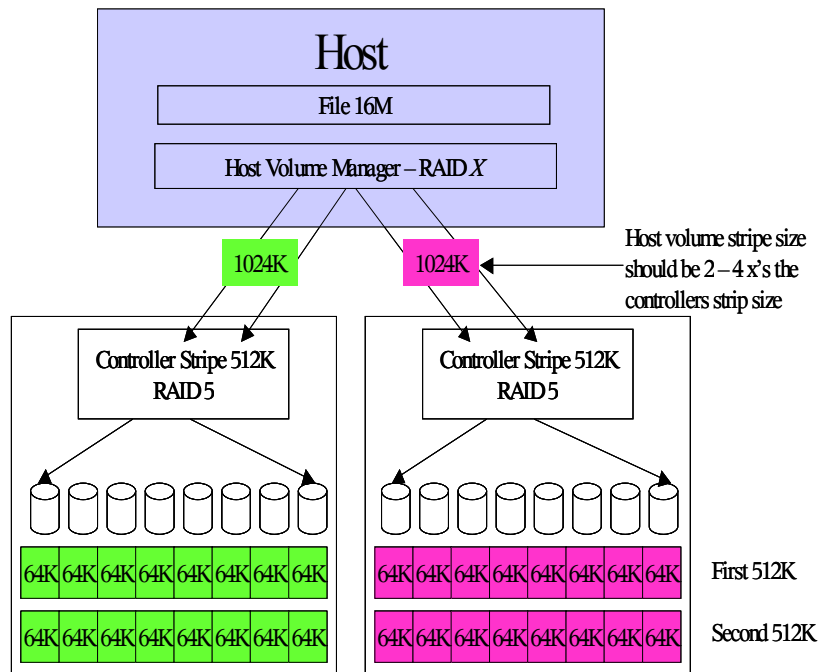 Host
File 16M
Host Volume Manager – RAID X
1024K
1024K
Host volume stripe size
should be 2 – 4 x's the
controllers strip size
Controller Stripe 512K
RAID 5
Controller Stripe 512K
RAID 5
64K 64K 64K 64K 64K 64K 64K 64K
64K 64K 64K 64K 64K 64K 64K 64K
First 512K
64K 64K 64K 64K 64K 64K 64K 64K
64K 64K 64K 64K 64K 64K 64K 64K
Second 512K